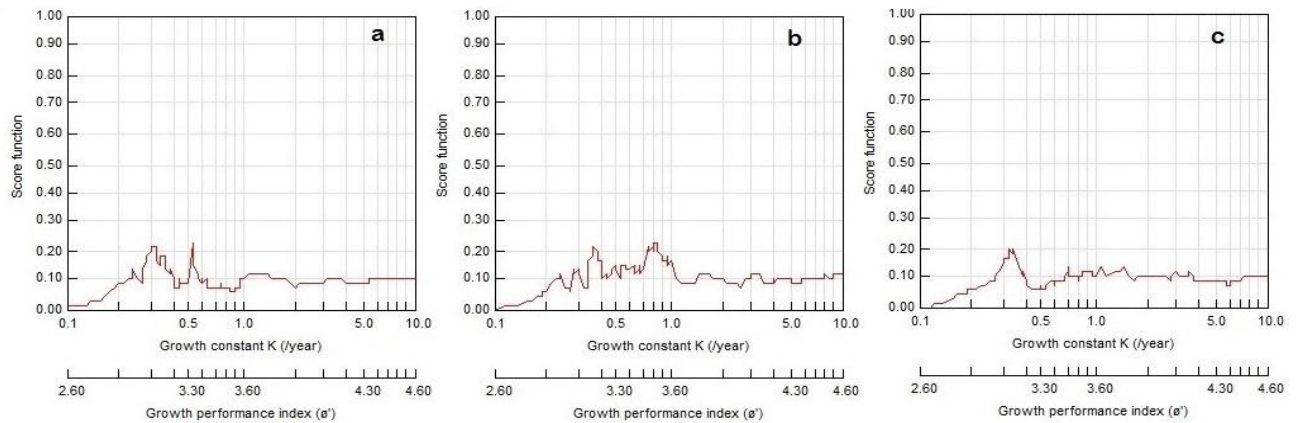 a
1.00
0.90
0.80
0.70
0.60
0.50
0.40
0.30
0.20
0.10
0.00
Score function
0.1 0.5 1.0 5.0 10.0
Growth constant K (/year)
2.60 3.30 3.60 4.30 4.60
Growth performance index (ø')
b
1.00
0.90
0.80
0.70
0.60
0.50
0.40
0.30
0.20
0.10
0.00
Score function
0.1 0.5 1.0 5.0 10.0
Growth constant K (/year)
2.60 3.30 3.60 4.30 4.60
Growth performance index (ø')
c
1.00
0.90
0.80
0.70
0.60
0.50
0.40
0.30
0.20
0.10
0.00
Score function
0.1 0.5 1.0 5.0 10.0
Growth constant K (/year)
2.60 3.30 3.60 4.30 4.60
Growth performance index (ø')